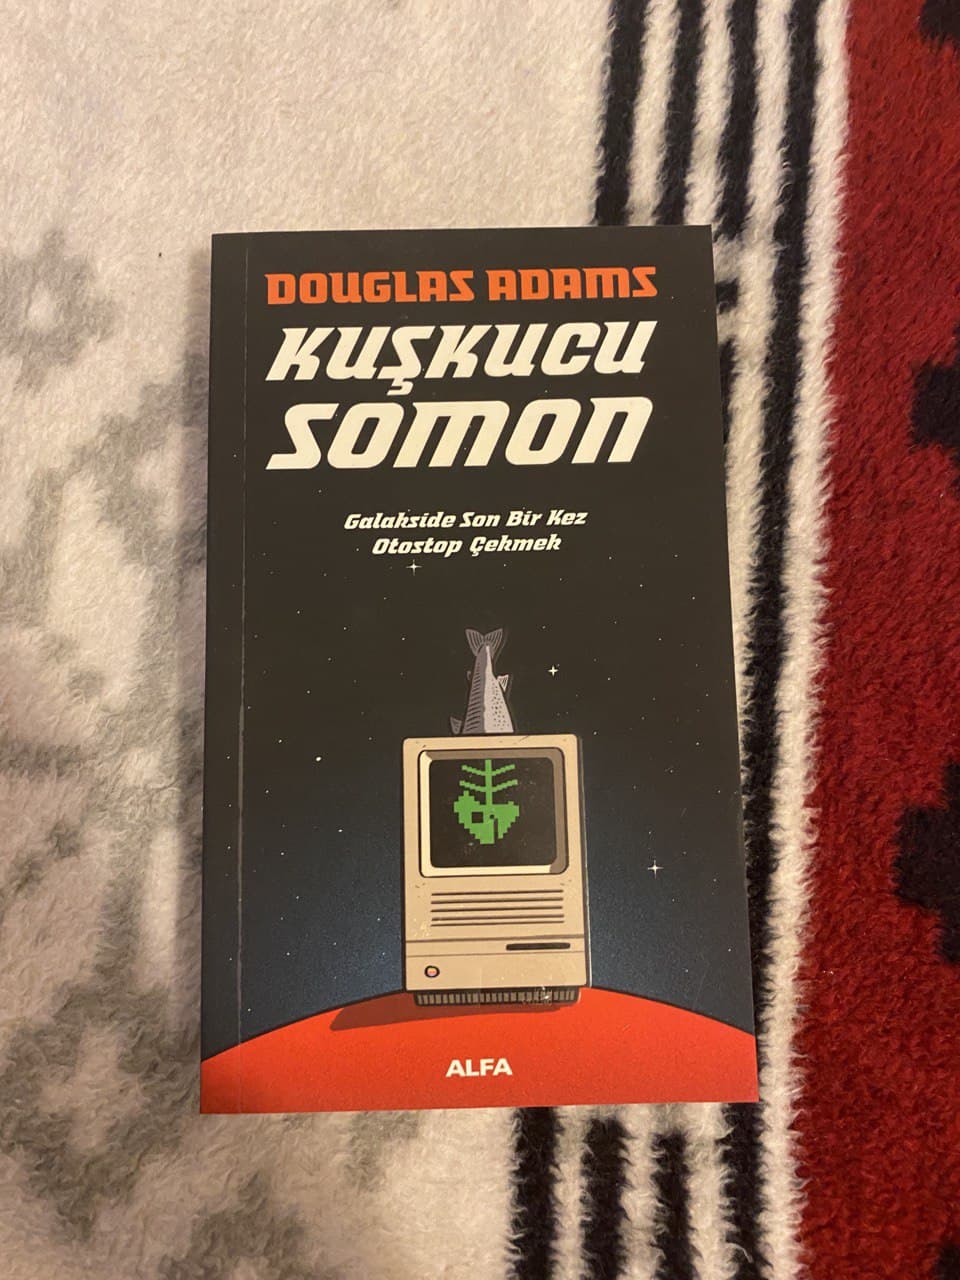 DOUGLAS ADAMS
KUŞKUCU
SOMON
Galakside Son Bir Kez
Otostop Çekmek
ALFA